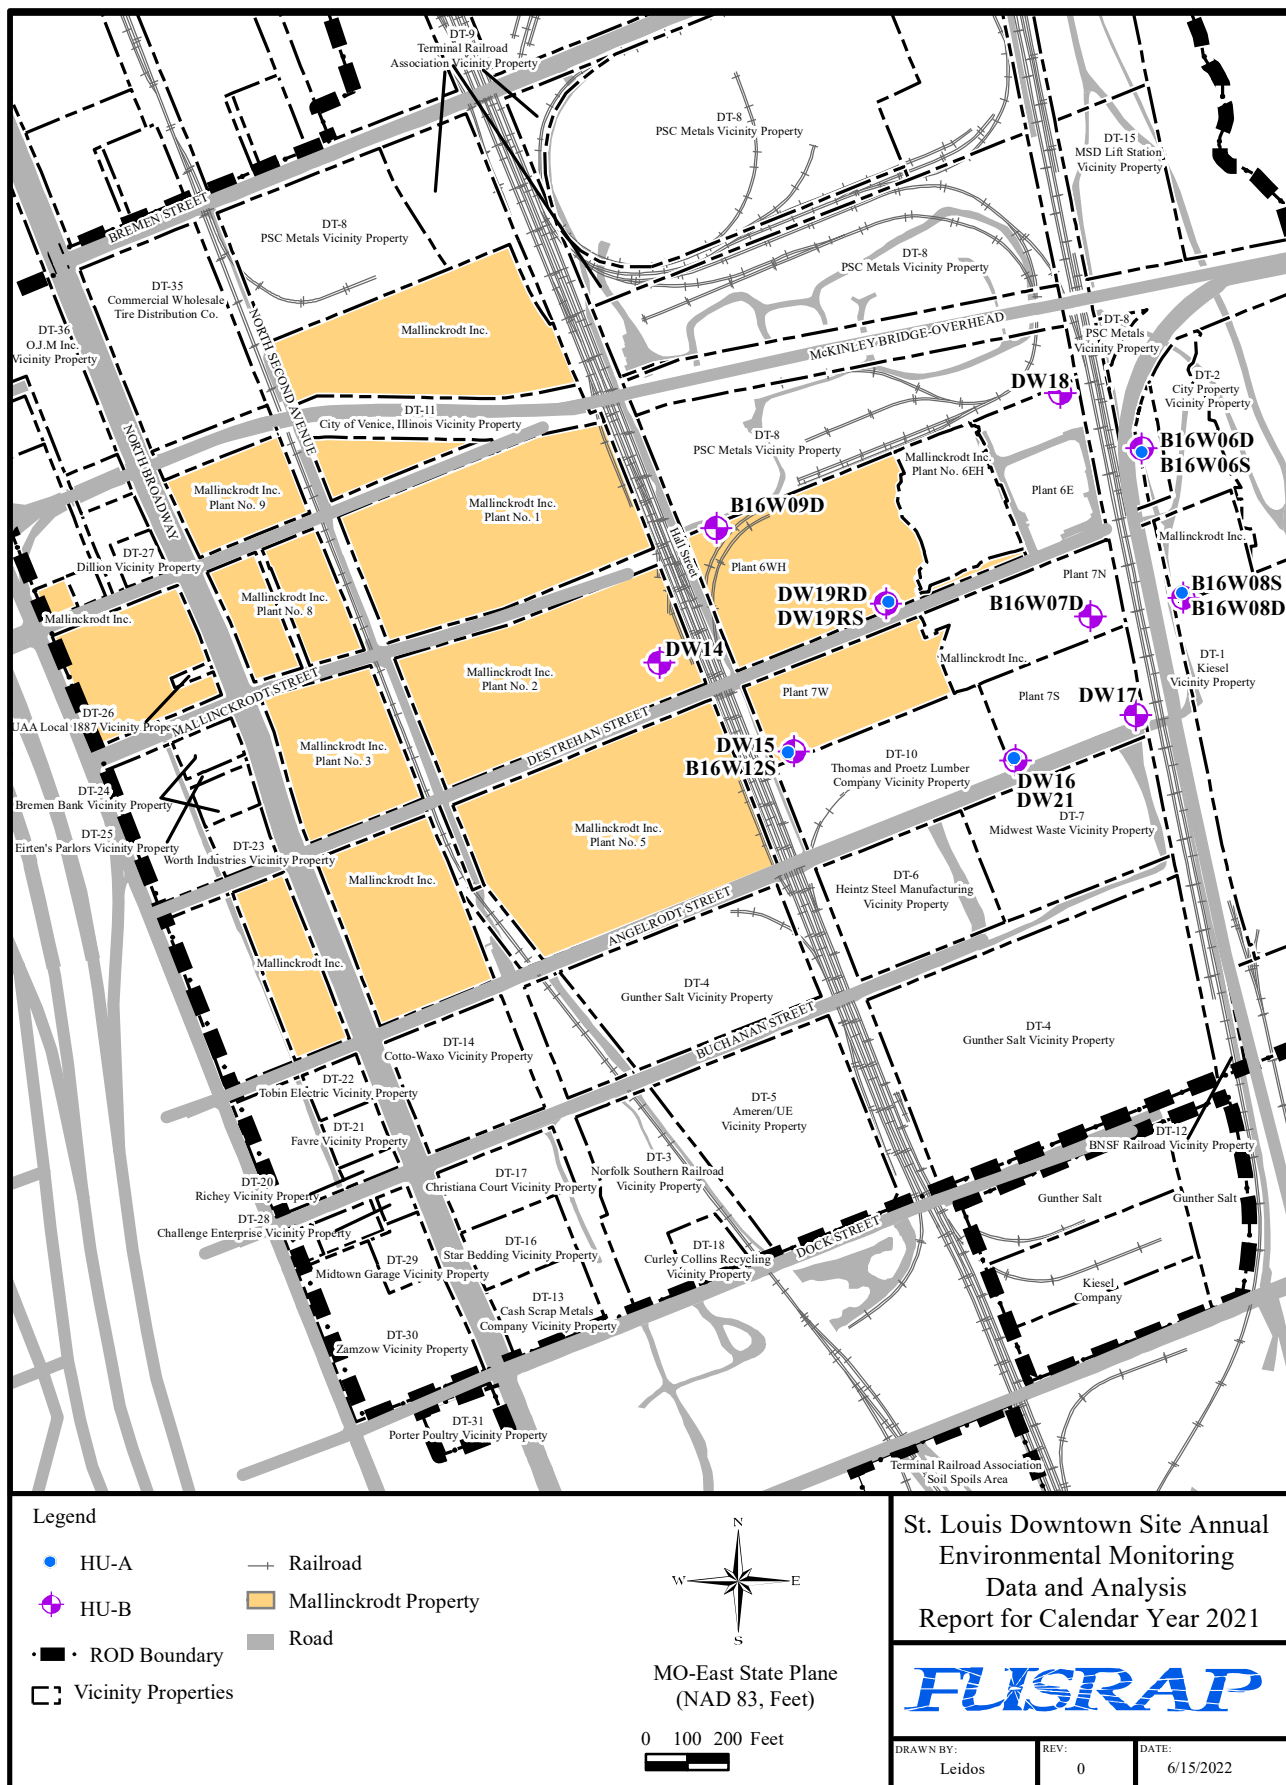 DT-9
Terminal Railroad
Association Vicinity Property
DT-8
PSC Metals Vicinity Property
DT-15
MSD Lift Station
Vicinity Property
BREMEN STREET
DT-8
PSC Metals Vicinity Property
DT-8
PSC Metals Vicinity Property
DT-35
Commercial Wholesale
Tire Distribution Co.
DT-36
O.J.M Inc.
Vicinity Property
NORTH SECOND AVENUE
Mallinckrodt Inc.
McKINLEY BRIDGE-OVERHEAD
DT-8
PSC Metals
Vicinity Property
DT-2
City Property
Vicinity Property
DW18
DT-11
City of Venice, Illinois Vicinity Property
NORTH BROADWAY
DT-8
PSC Metals Vicinity Property
Mallinckrodt Inc.
Plant No. 6EH
B16W06D
B16W06S
Plant 6E
Mallinckrodt Inc.
Plant No. 9
Mallinckrodt Inc.
Plant No. 1
B16W09D
Hall Street
Mallinckrodt Inc.
DT-27
Dillion Vicinity Property
Plant 6WH
Plant 7N
B16W08S
B16W08D
DW19RD
DW19RS
B16W07D
Mallinckrodt Inc.
Plant No. 8
Mallinckrodt Inc.
DW14
Mallinckrodt Inc.
DT-1
Kiesel
Vicinity Property
Mallinckrodt Inc.
Plant No. 2
Plant 7W
Plant 7S
DW17
MALLINCKRODT STREET
DT-26
UAA Local 1887 Vicinity Prope
DESTREHAN STREET
DW15
B16W12S
Mallinckrodt Inc.
Plant No. 3
DT-10
Thomas and Proetz Lumber
Company Vicinity Property
DW16
DW21
DT-24
Bremen Bank Vicinity Property
DT-7
Midwest Waste Vicinity Property
DT-25
Eirten's Parlors Vicinity Property
DT-23
Worth Industries Vicinity Property
Mallinckrodt Inc.
Plant No. 5
Mallinckrodt Inc.
DT-6
Heintz Steel Manufacturing
Vicinity Property
ANGELRODT STREET
Mallinckrodt Inc.
DT-4
Gunther Salt Vicinity Property
BUCHANAN STREET
DT-4
Gunther Salt Vicinity Property
DT-14
Cotto-Waxo Vicinity Property
DT-22
Tobin Electric Vicinity Property
DT-5
Ameren/UE
Vicinity Property
DT-21
Favre Vicinity Property
DT-12
BNSF Railroad Vicinity Property
DT-3
Norfolk Southern Railroad
Vicinity Property
DT-17
Christiana Court Vicinity Property
DT-20
Richey Vicinity Property
Gunther Salt
Gunther Salt
DT-28
Challenge Enterprise Vicinity Property
DOCK STREET
DT-16
Star Bedding Vicinity Property
DT-18
Curley Collins Recycling
Vicinity Property
DT-29
Midtown Garage Vicinity Property
Kiesel
Company
DT-13
Cash Scrap Metals
Company Vicinity Property
DT-30
Zamzow Vicinity Property
DT-31
Porter Poultry Vicinity Property
Terminal Railroad Association
Soil Spoils Area
Legend
HU-A
HU-B
ROD Boundary
Vicinity Properties
Railroad
Mallinckrodt Property
Road
N
W
E
S
MO-East State Plane
(NAD 83, Feet)
0 100 200 Feet
St. Louis Downtown Site Annual
Environmental Monitoring
Data and Analysis
Report for Calendar Year 2021
FUSRAP
DRAWN BY:
Leidos
REV:
0
DATE:
6/15/2022